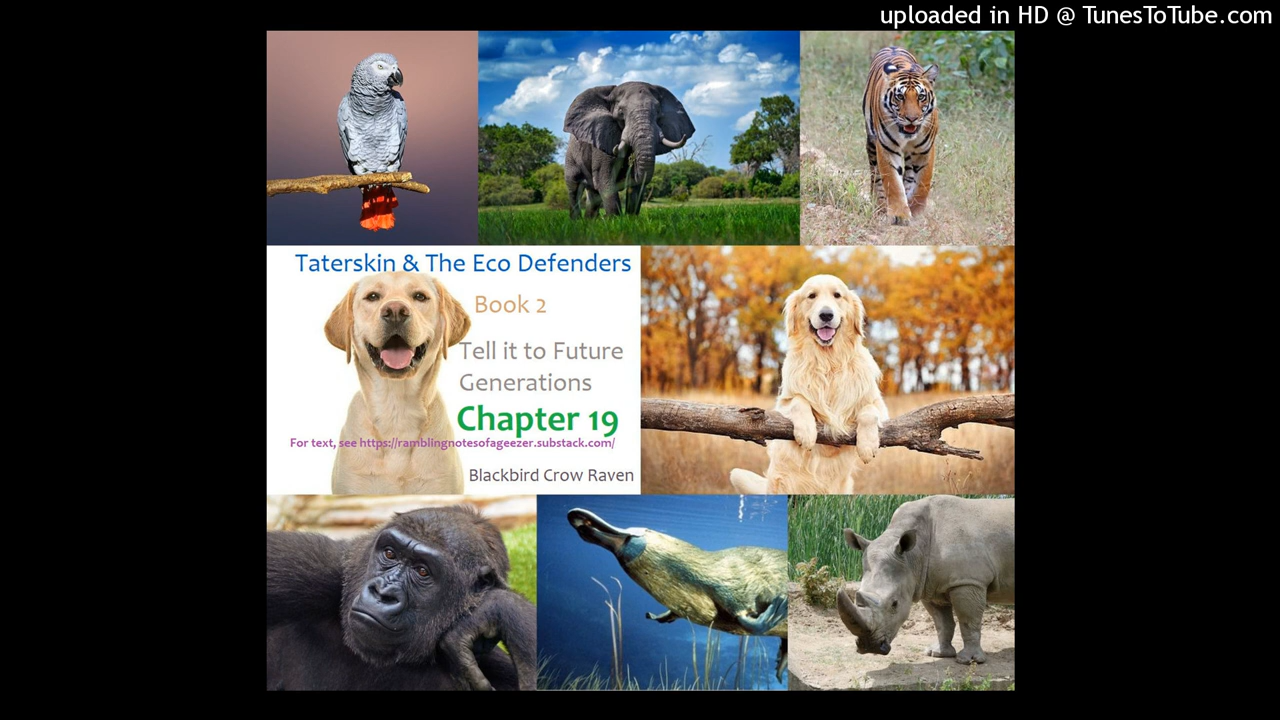 uploaded in HD @ TunesToTube.com
Taterskin & The Eco Defenders
Book 2
Tell it to Future
Generations
Chapter 19
For text, see https://ramblingnotesofageezer.substack.com/
Blackbird Crow Raven